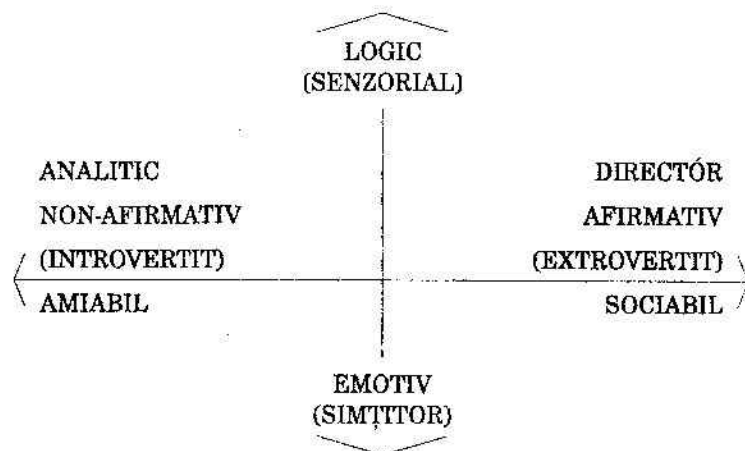 LOGIC
(SENZORIAL)
ANALITIC
DIRECTÓR
NON-AFIRMATIV
AFIRMATIV
(INTROVERTIT)
(EXTROVERTIT)
AMIABIL
SOCIABIL
EMOTIV
(SIMȚITOR)